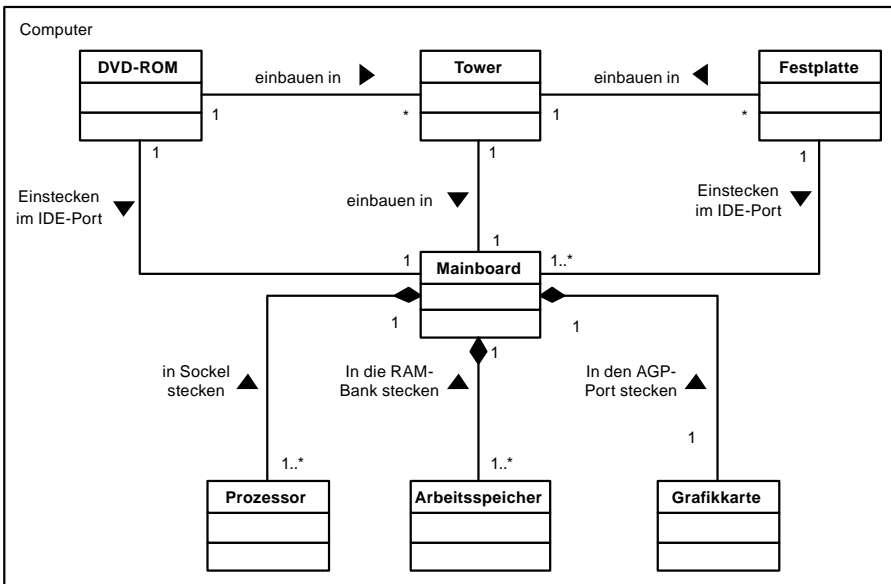 Computer
DVD-ROM
einbauen in
Tower
einbauen in
Festplatte
1
*
1
*
1
1
1
Einstecken
im IDE-Port
einbauen in
Einstecken
im IDE-Port
1
1
1..*
Mainboard
1
1
1
in Sockel
stecken
In die RAM-
Bank stecken
In den AGP-
Port stecken
1..*
1..*
1
Prozessor
Arbeitsspeicher
Grafikkarte